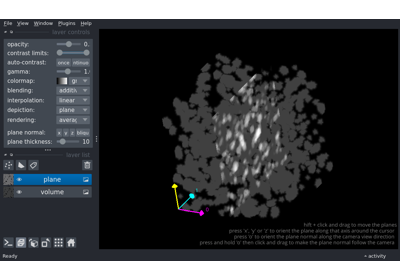 File View Window Plugins Help
layer controls
opacity: 0.
contrast limits:
auto-contrast: once
gamma: 1.
colormap: gr
blending: additi
interpolation: linear
depiction: plane
rendering: averag
plane normal: x y z
plane thickness: 10
layer list
plane
volume
shift + click and drag to move the plane
press 'x', 'y' or 'z' to orient the plane along that axis around the cursor
press 'o' to orient the plane normal along the camera view direction
press and hold 'o' then click and drag to make the plane normal follow the camera
Ready
activity